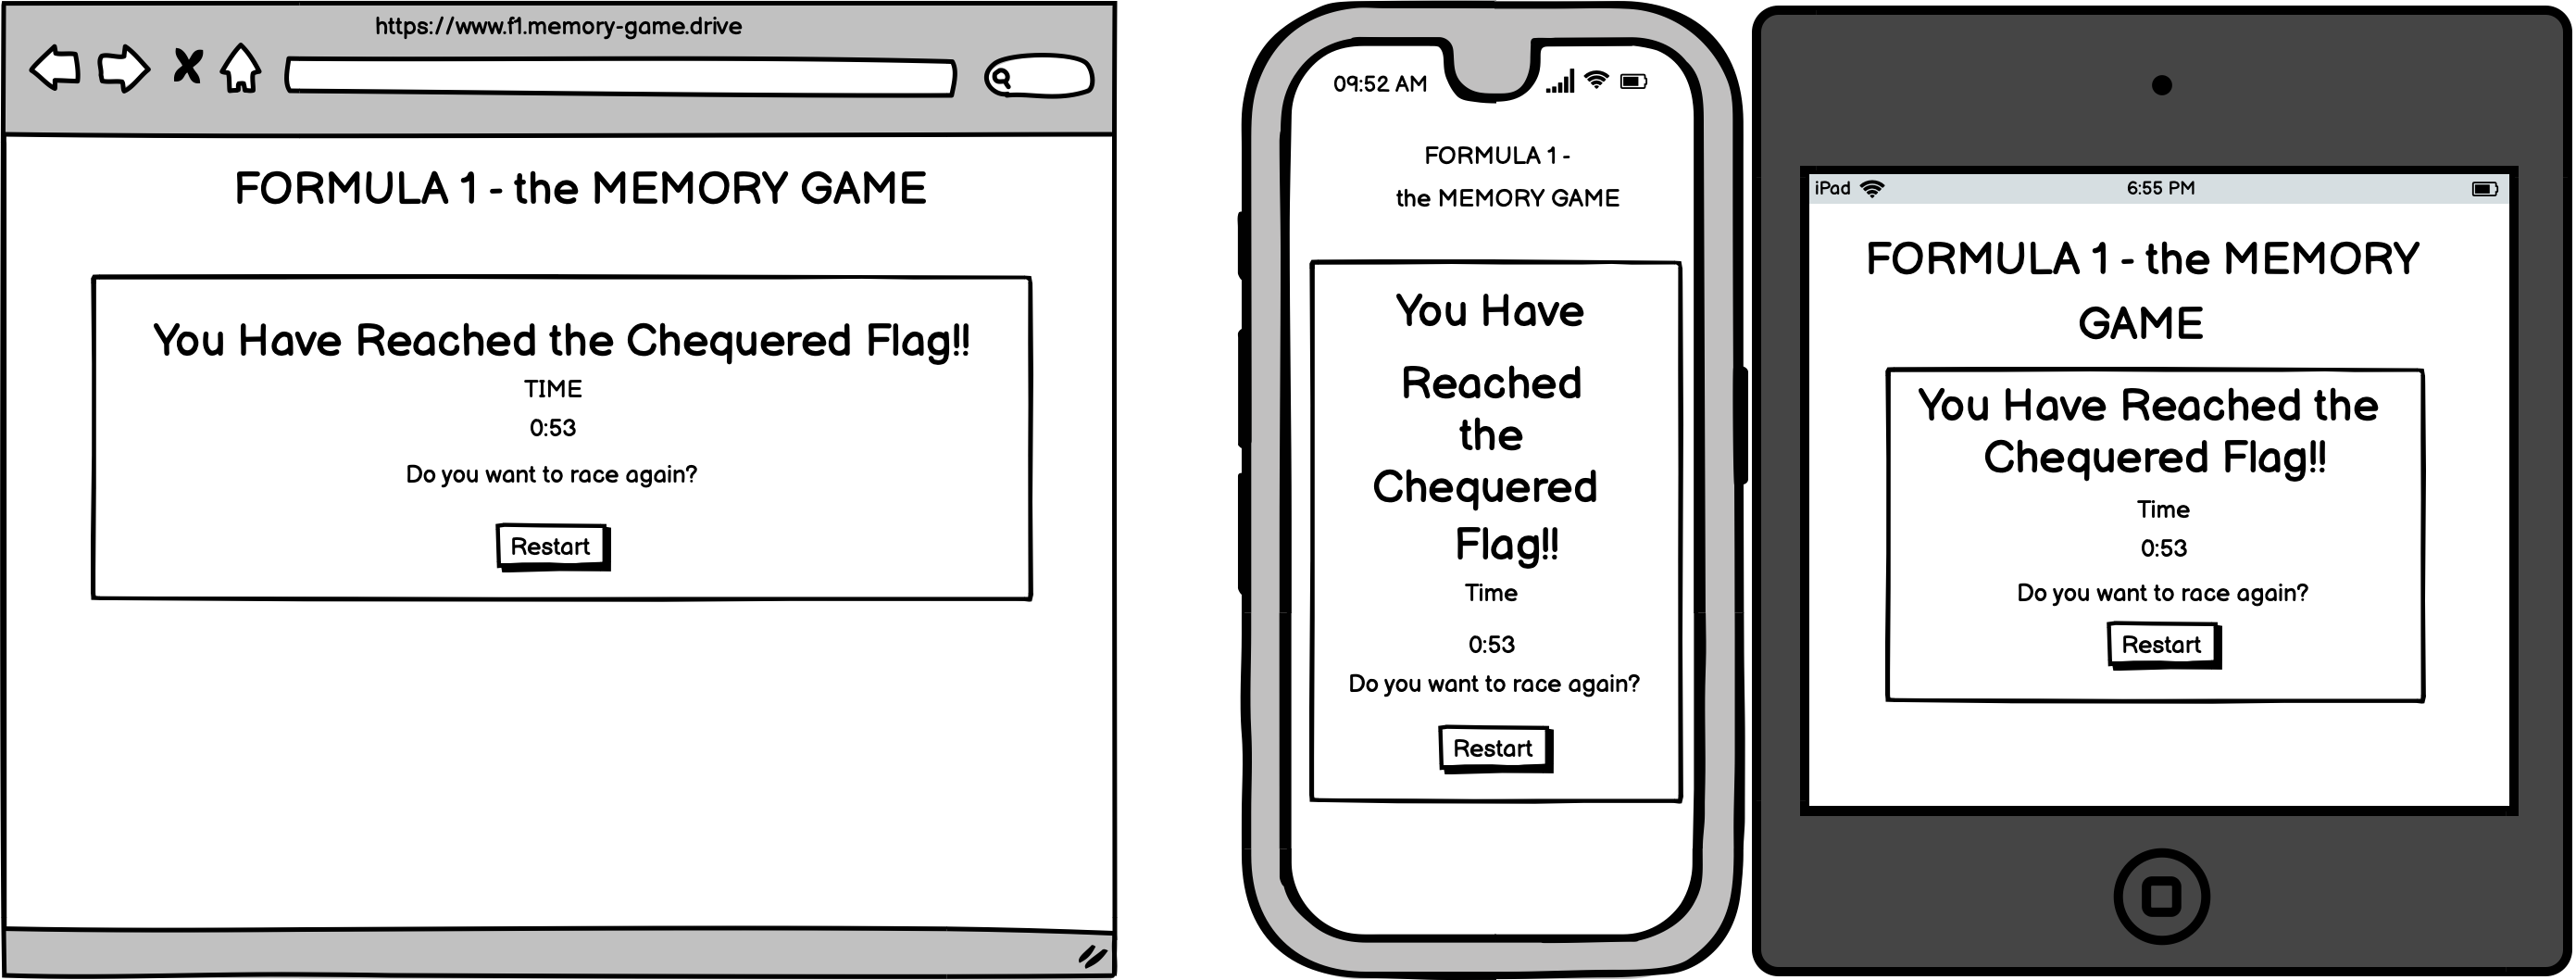 https://www.f1.memory-game.drive
FORMULA 1 - the MEMORY GAME
You Have Reached the Chequered Flag!!
TIME
0:53
Do you want to race again?
Restart
09:52 AM
FORMULA 1 -
the MEMORY GAME
You Have
Reached
the
Chequered
Flag!!
Time
0:53
Do you want to race again?
Restart
iPad
6:55 PM
FORMULA 1 - the MEMORY
GAME
You Have Reached the
Chequered Flag!!
Time
0:53
Do you want to race again?
Restart